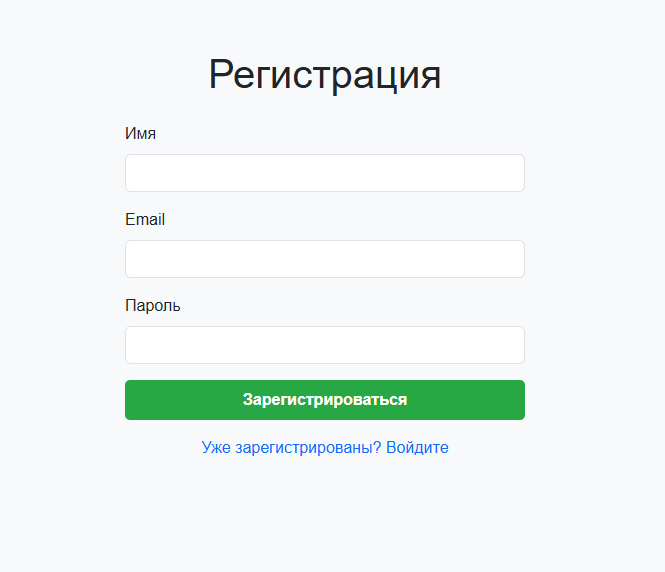 Регистрация
Имя
Email
Пароль
Зарегистрироваться
Уже зарегистрированы? Войдите